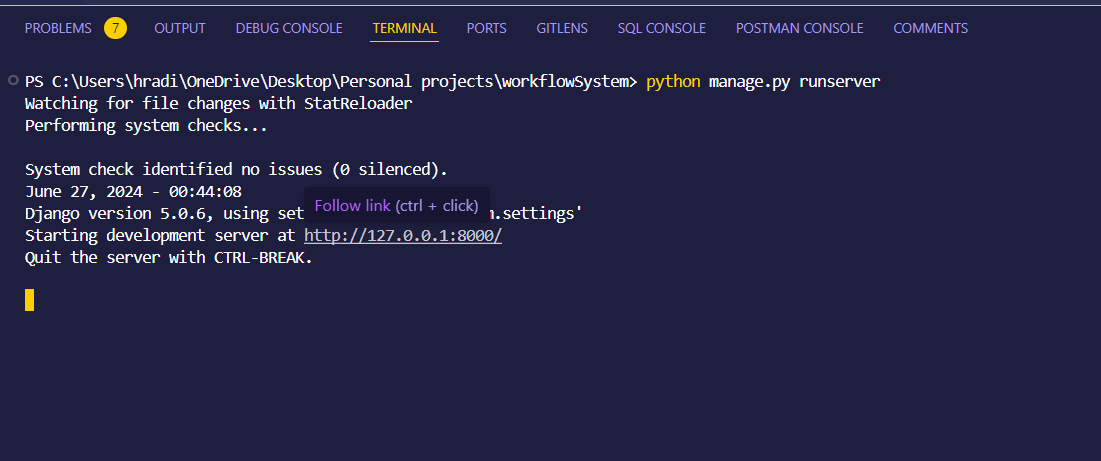 PROBLEMS 7 OUTPUT DEBUG CONSOLE TERMINAL PORTS GITLENS SQL CONSOLE POSTMAN CONSOLE COMMENTS
PS C:\Users\hradi\OneDrive\Desktop\Personal projects\workflowSystem> python manage.py runserver
Watching for file changes with StatReloader
Performing system checks...
System check identified no issues (0 silenced).
June 27, 2024 - 00:44:08
Follow link (ctrl + click)
Django version 5.0.6, using set .settings'
Starting development server at http://127.0.0.1:8000/
Quit the server with CTRL-BREAK.